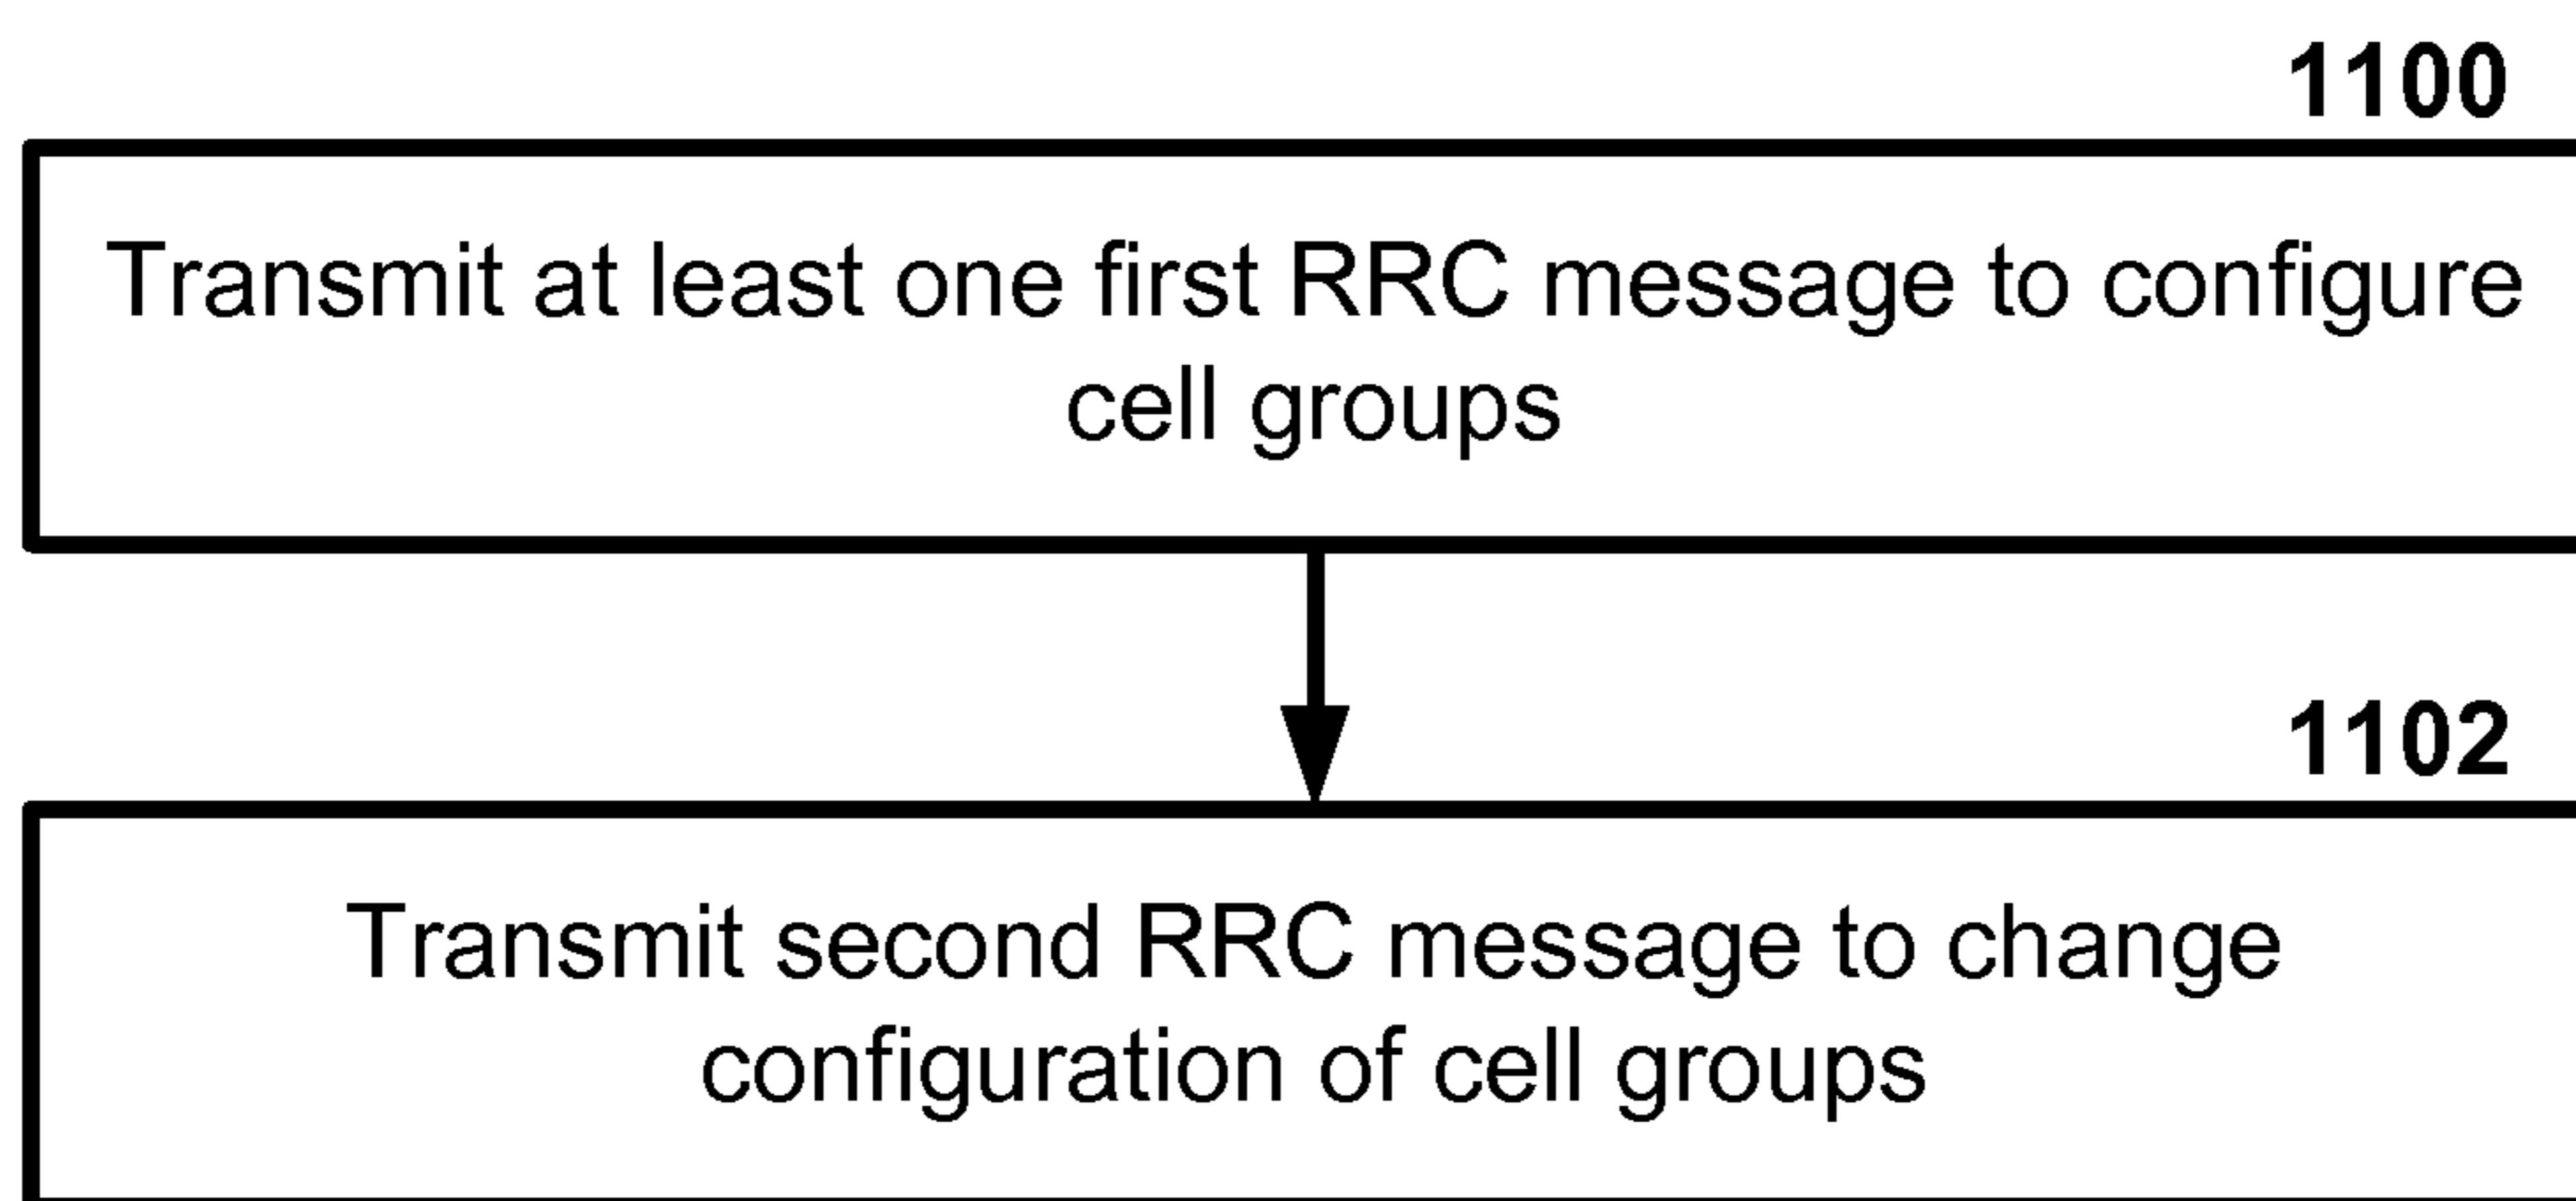 1100
Transmit at least one first RRC message to configure
cell groups
1102
Transmit second RRC message to change
configuration of cell groups